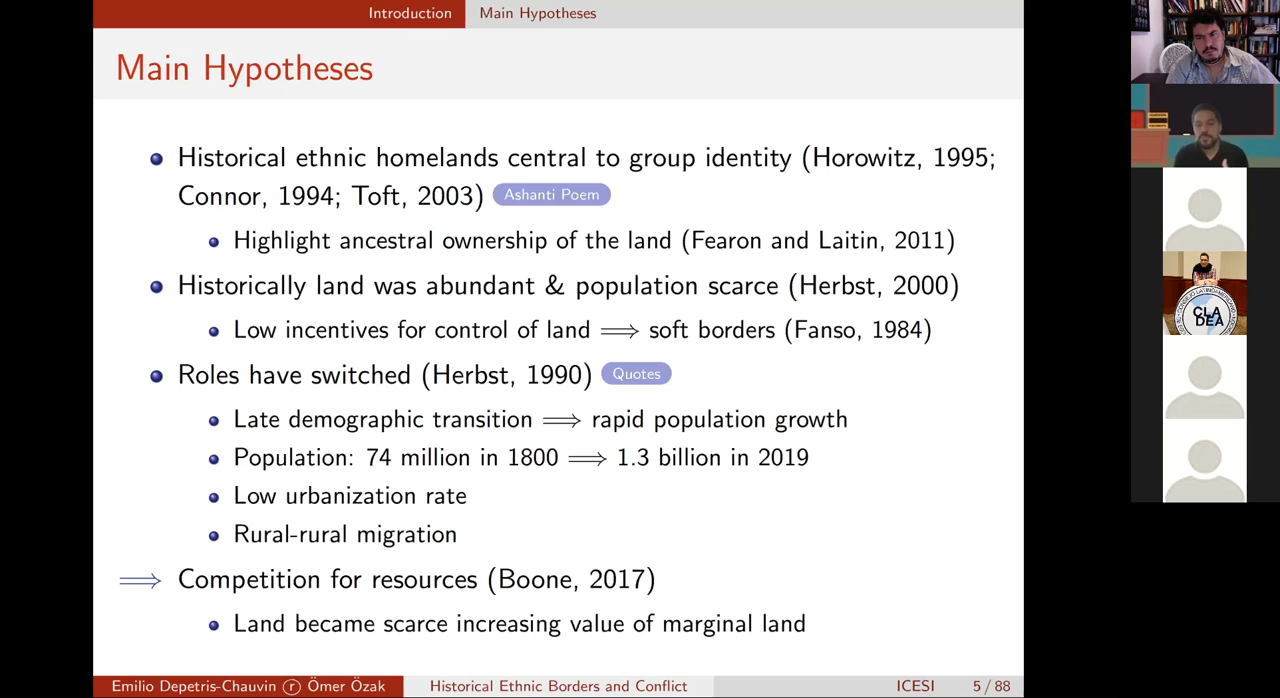 Introduction Main Hypotheses
Main Hypotheses
Historical ethnic homelands central to group identity (Horowitz, 1995;
Connor, 1994; Toft, 2003) Ashanti Poem
Highlight ancestral ownership of the land (Fearon and Laitin, 2011)
Historically land was abundant & population scarce (Herbst, 2000)
Low incentives for control of land ⟹ soft borders (Fanso, 1984)
Roles have switched (Herbst, 1990) Quotes
Late demographic transition ⟹ rapid population growth
Population: 74 million in 1800 ⟹ 1.3 billion in 2019
Low urbanization rate
Rural-rural migration
⟹ Competition for resources (Boone, 2017)
Land became scarce increasing value of marginal land
Emilio Depetris-Chauvin ⓡ Ömer Özak Historical Ethnic Borders and Conflict ICESI 5 / 88
CLA
DEA